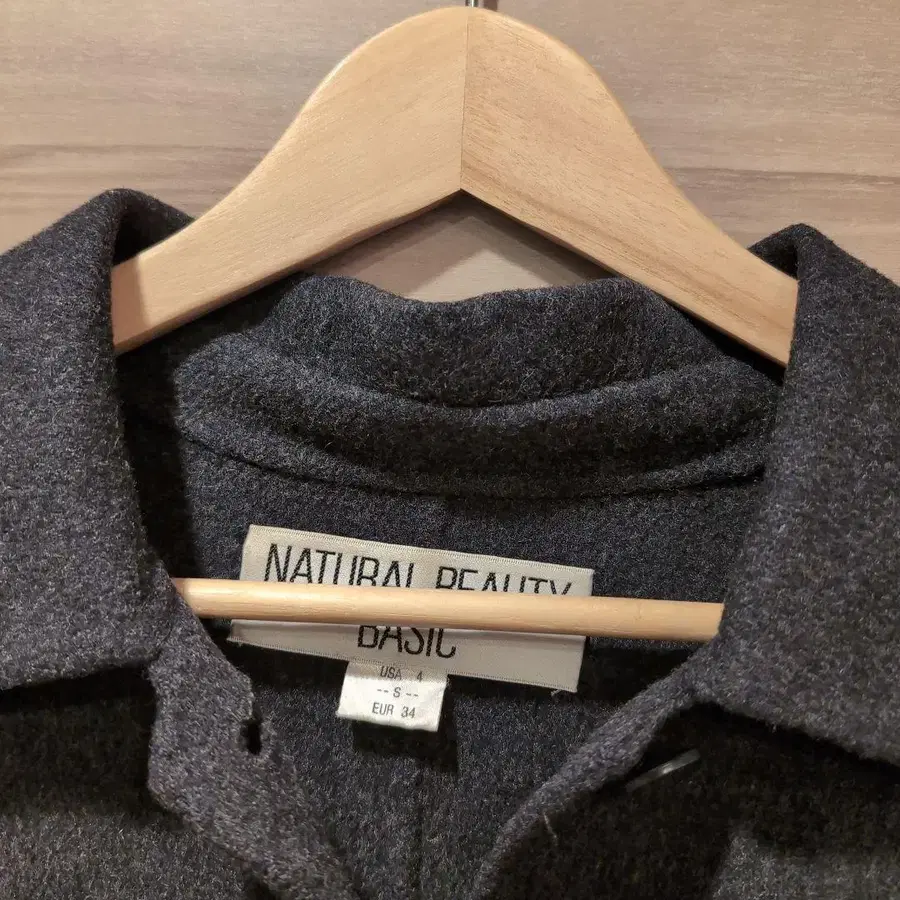 NATURAL BEAUTY
BASIC
USA 4
-- S --
EUR 34